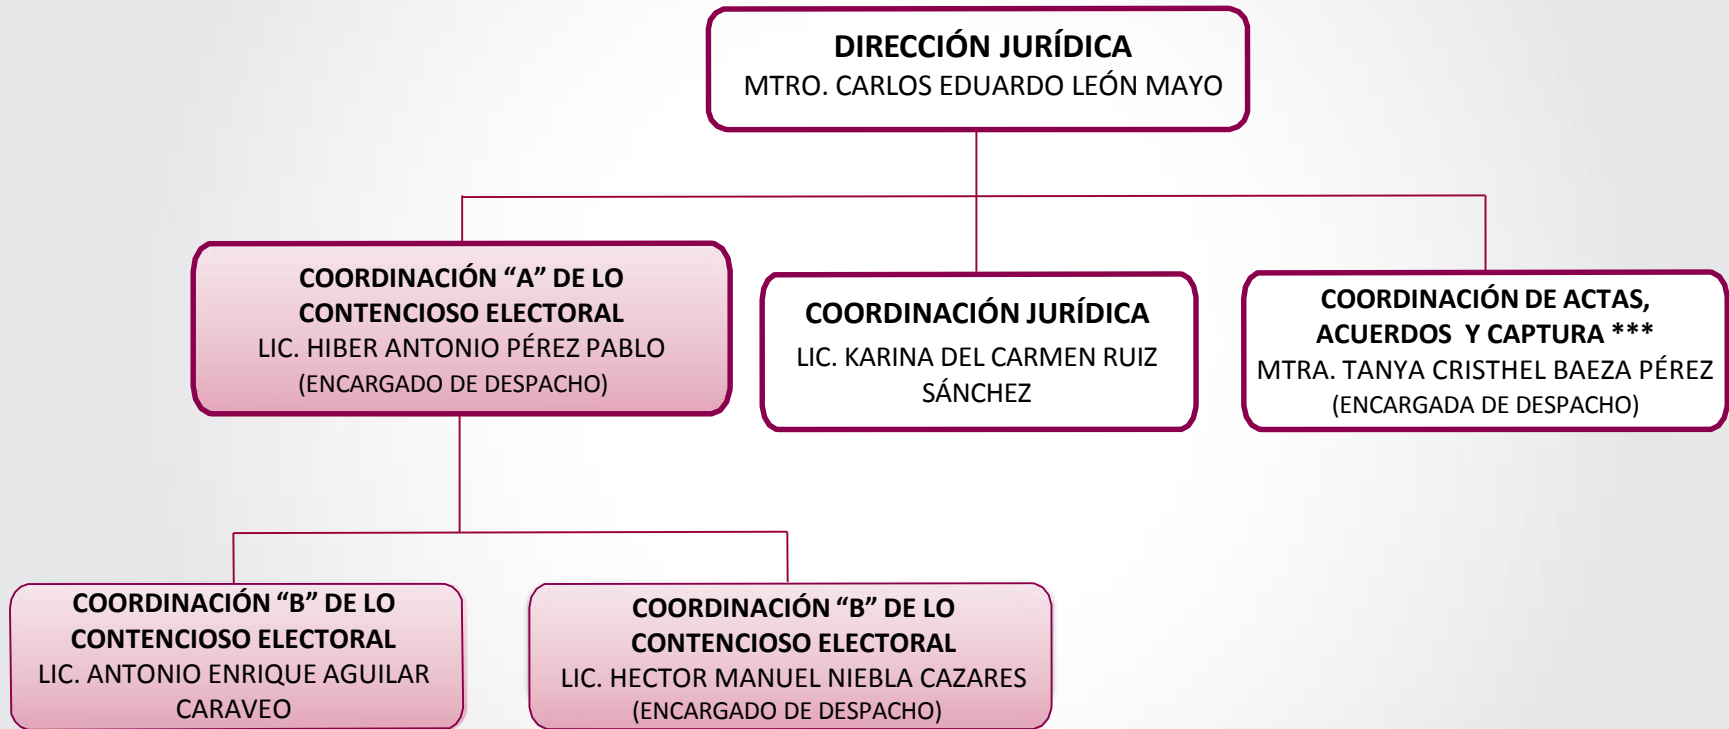 DIRECCIÓN JURÍDICA
MTRO. CARLOS EDUARDO LEÓN MAYO
COORDINACIÓN “A” DE LO
CONTENCIOSO ELECTORAL
LIC. HIBER ANTONIO PÉREZ PABLO
(ENCARGADO DE DESPACHO)
COORDINACIÓN JURÍDICA
LIC. KARINA DEL CARMEN RUIZ
SÁNCHEZ
COORDINACIÓN DE ACTAS,
ACUERDOS Y CAPTURA ***
MTRA. TANYA CRISTHEL BAEZA PÉREZ
(ENCARGADA DE DESPACHO)
COORDINACIÓN “B” DE LO
CONTENCIOSO ELECTORAL
LIC. ANTONIO ENRIQUE AGUILAR
CARAVEO
COORDINACIÓN “B” DE LO
CONTENCIOSO ELECTORAL
LIC. HECTOR MANUEL NIEBLA CAZARES
(ENCARGADO DE DESPACHO)